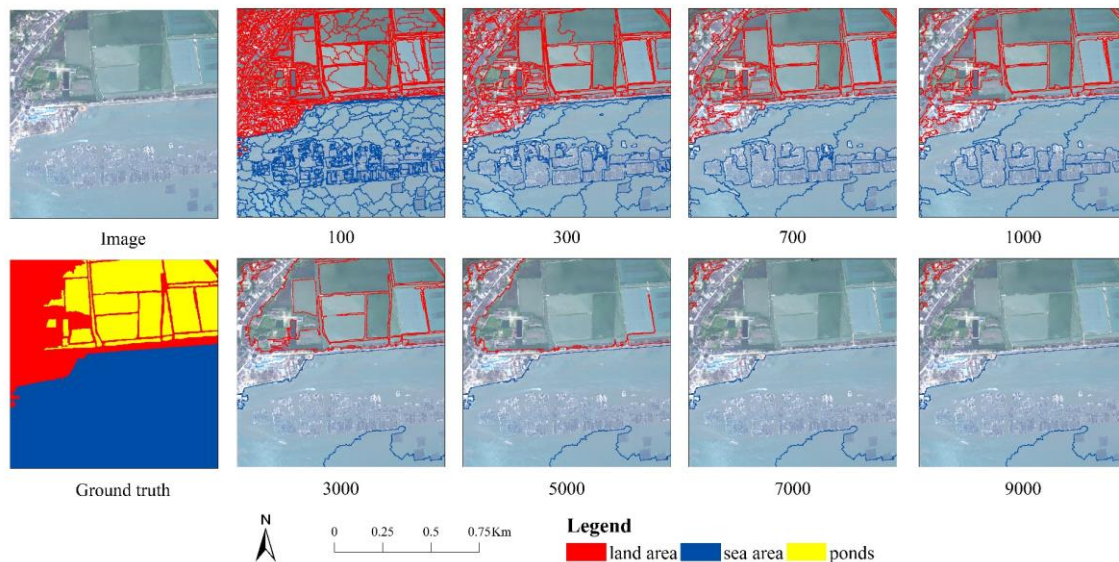 Image
100
300
700
1000
Ground truth
3000
5000
7000
9000
N
0 0.25 0.5 0.75Km
Legend
land area sea area ponds